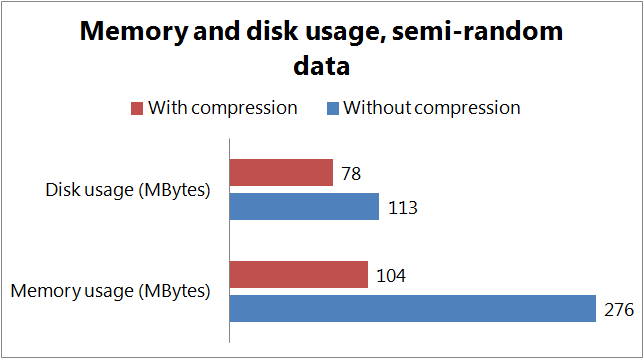 Memory and disk usage, semi-random
data
With compression
Without compression
Disk usage (MBytes)
78
113
Memory usage (MBytes)
104
276